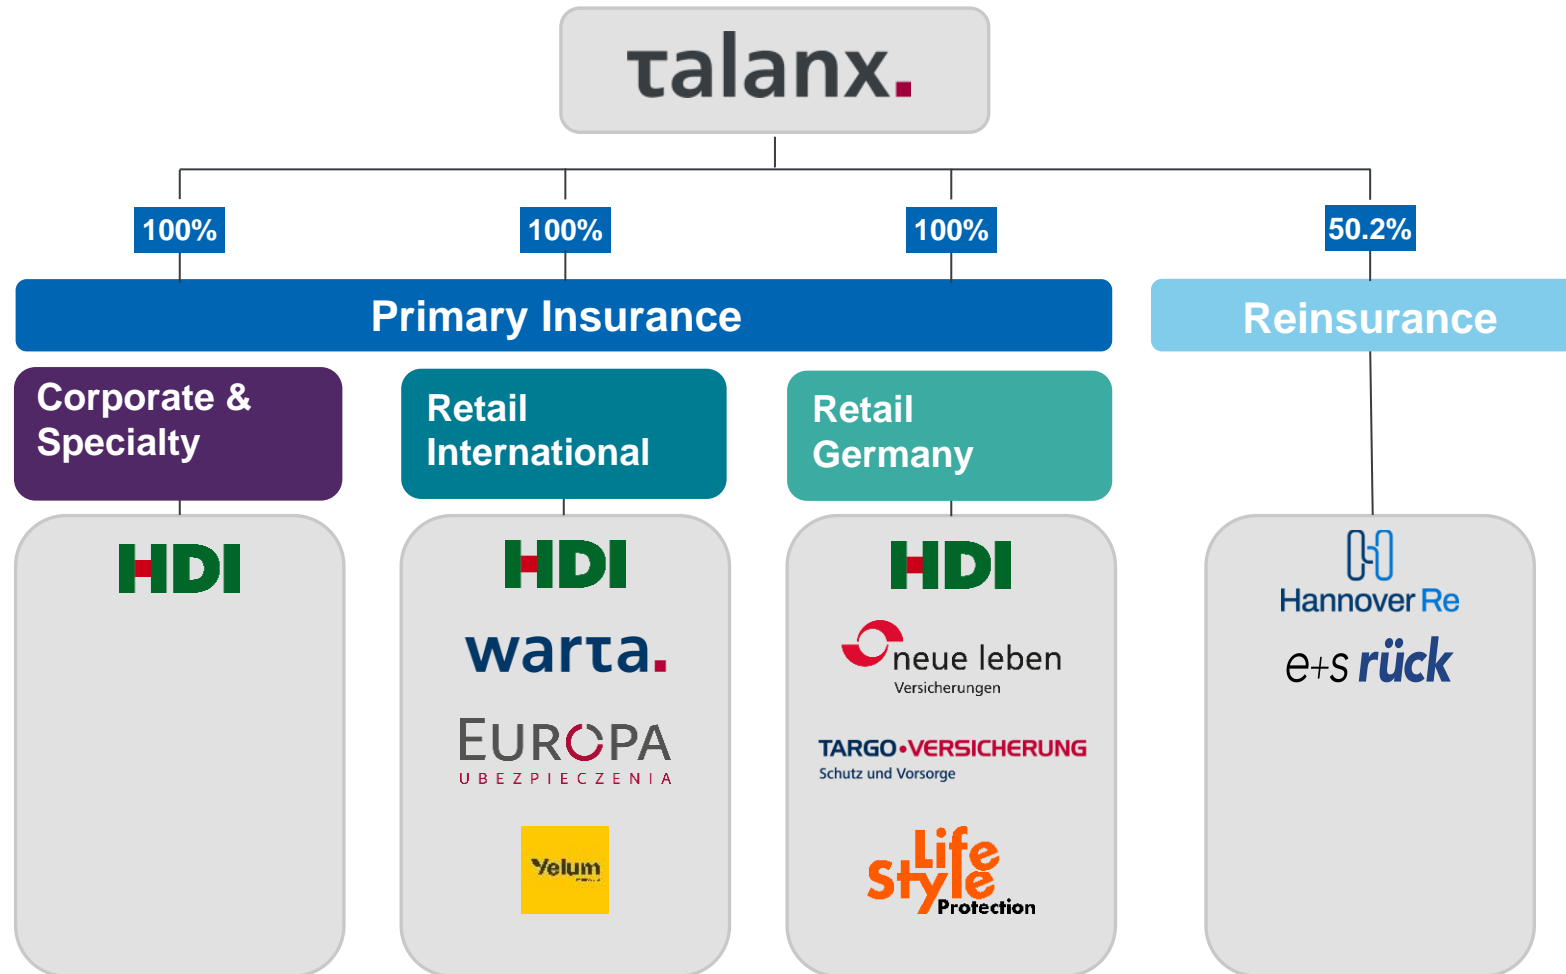 talanx.
100%
100%
100%
50.2%
Primary Insurance
Reinsurance
Corporate &
Specialty
Retail
International
Retail
Germany
HDI
HDI
warta.
EUROPA
UBEZPIECZENIA
Yelum
HDI
neue leben
Versicherungen
TARGO•VERSICHERUNG
Schutz und Vorsorge
Life
Style
Protection
Hannover Re
e+s rück